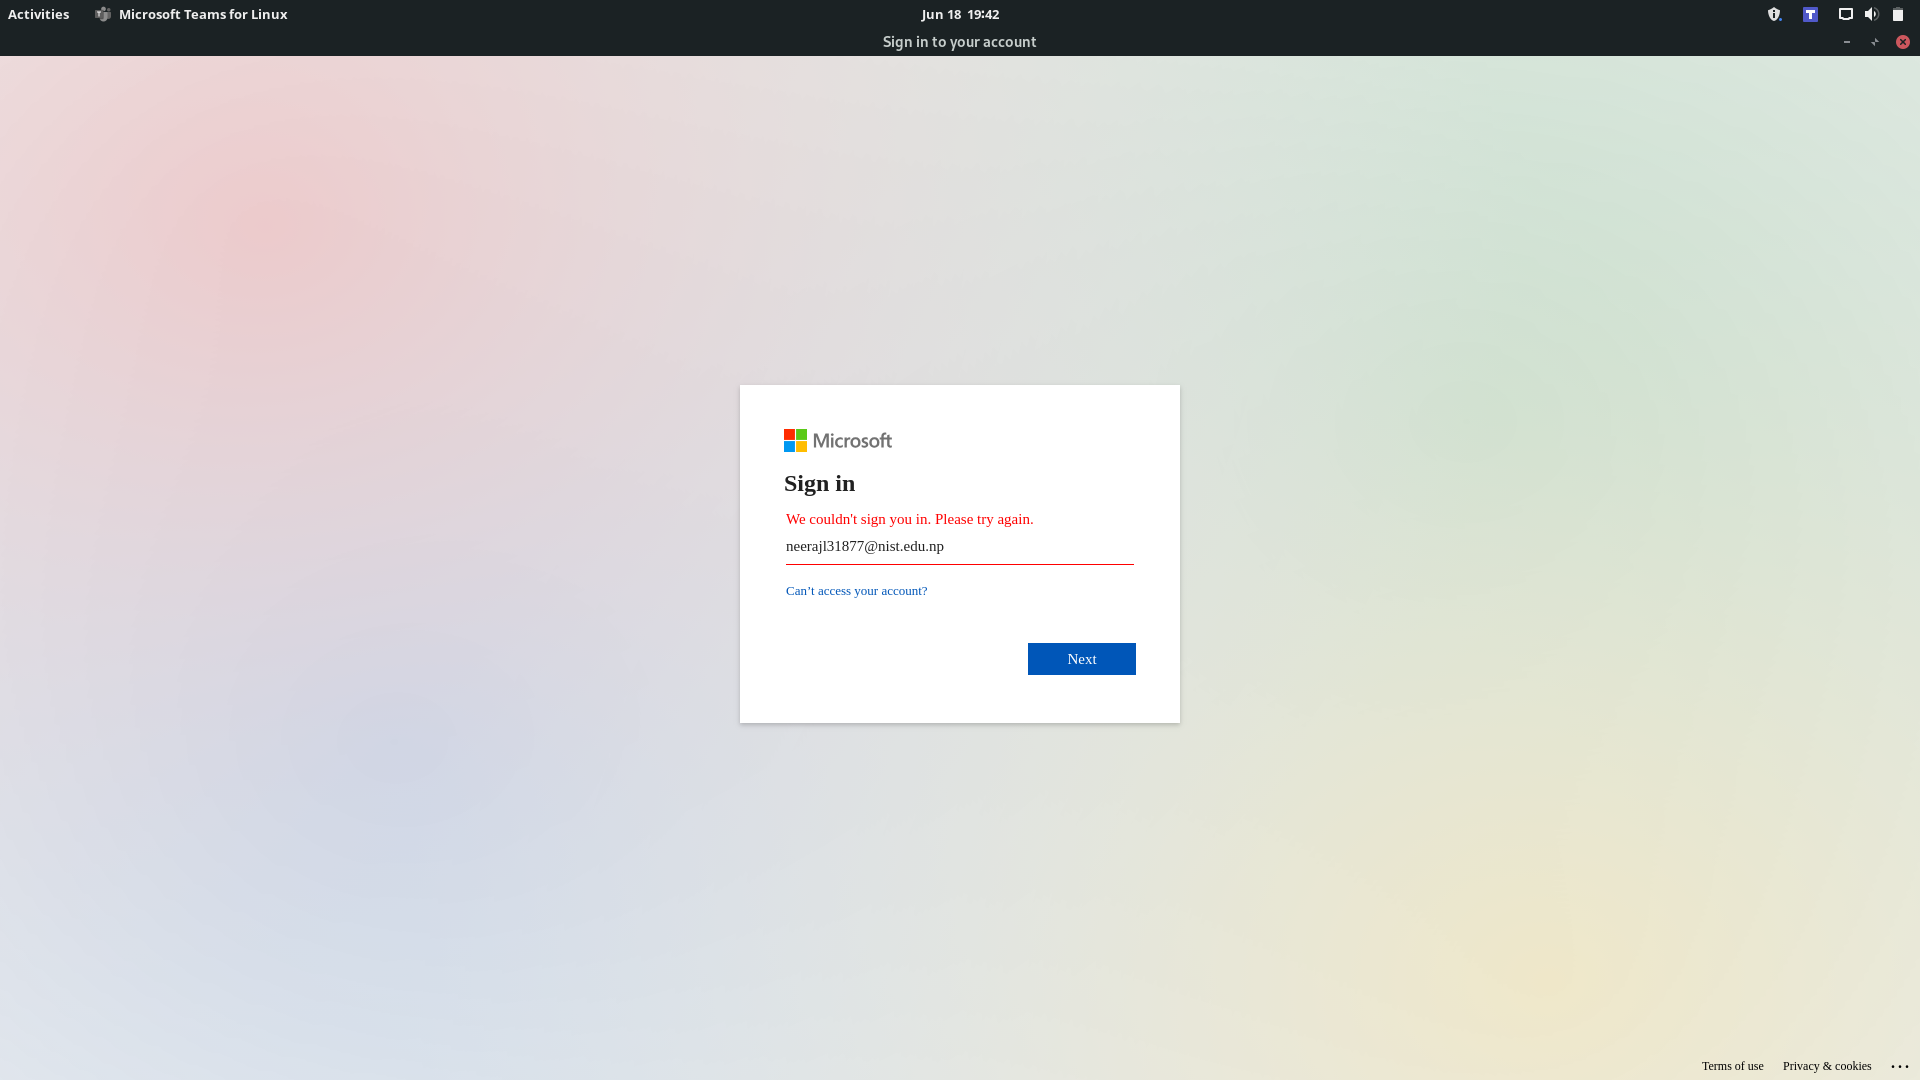 Activities Microsoft Teams for Linux Jun 18 19:42
Sign in to your account
Microsoft
Sign in
We couldn't sign you in. Please try again.
neerajl31877@nist.edu.np
Can’t access your account?
Next
Terms of use Privacy & cookies